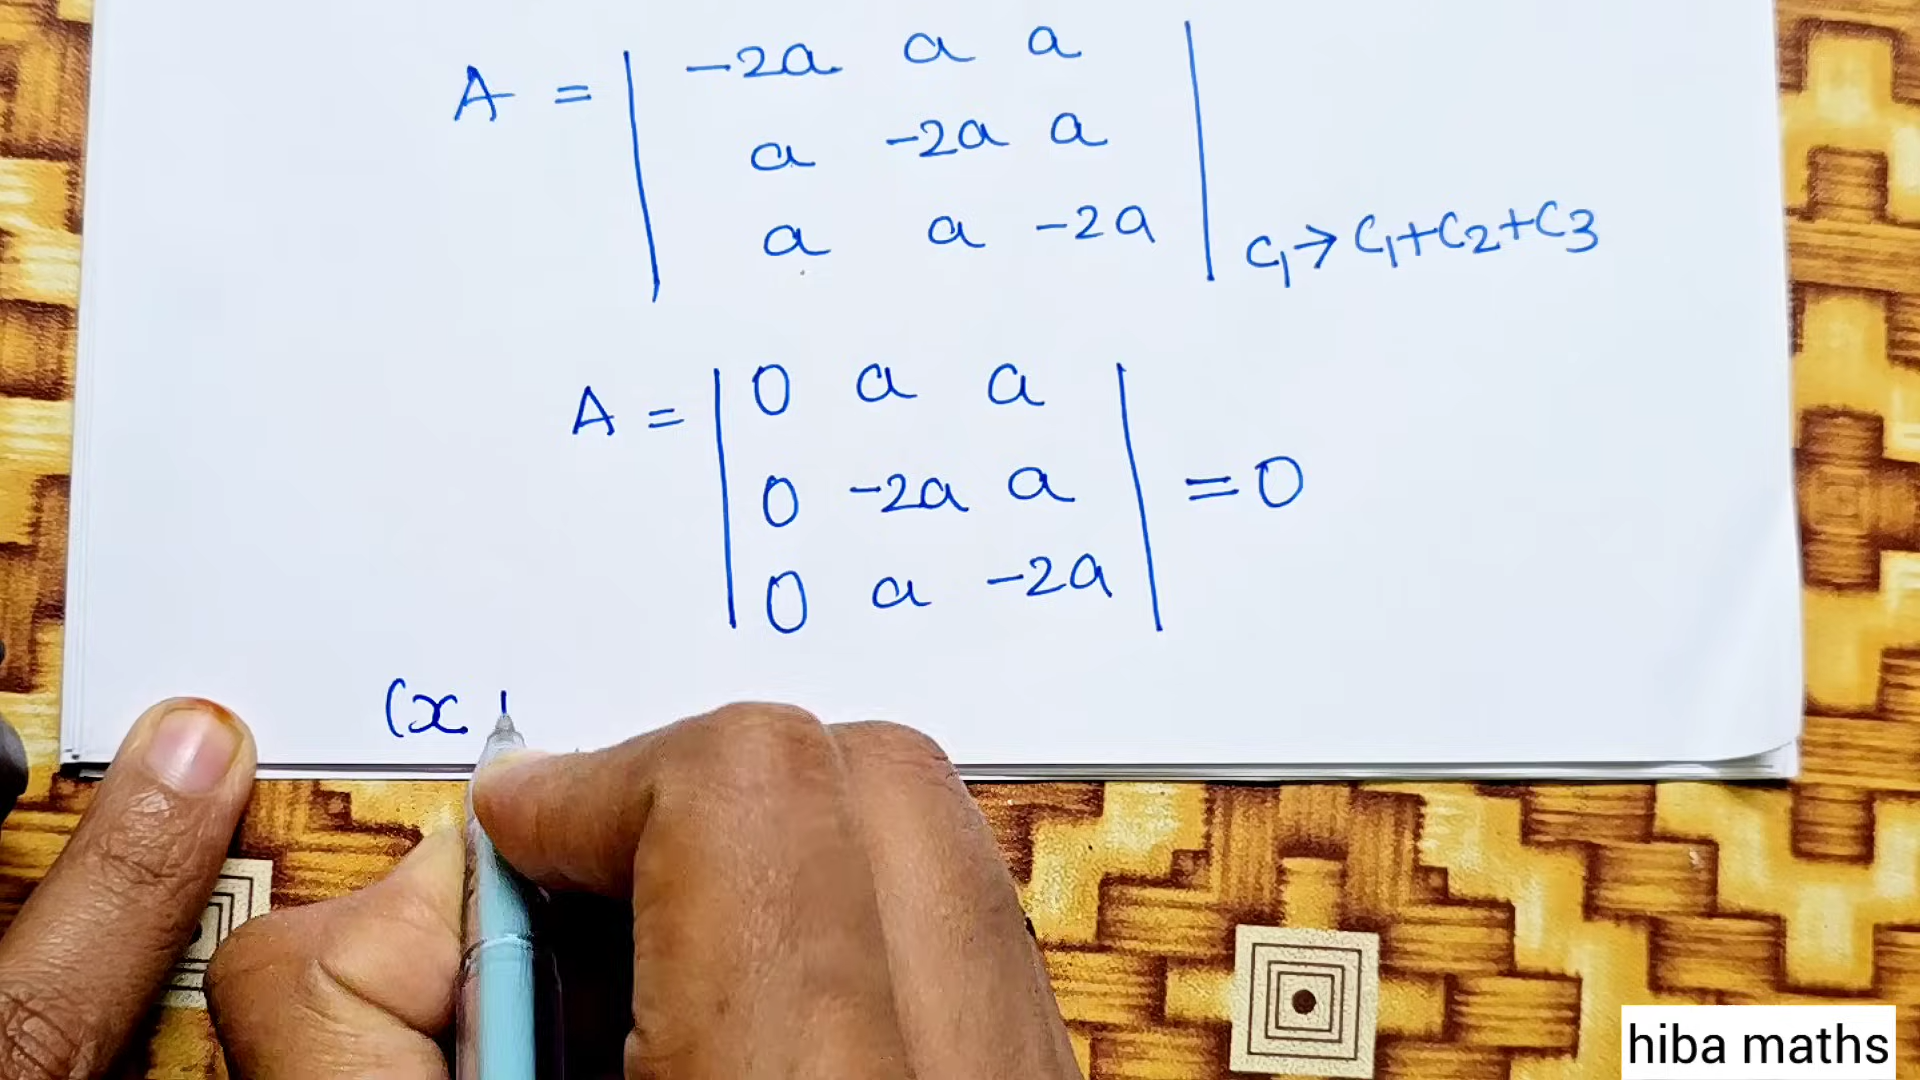 A = | -2a a a |
| a -2a a |
| a a -2a | C1→ C1+C2+C3
A = | 0 a a |
| 0 -2a a | = 0
| 0 a -2a |
(x
hiba maths